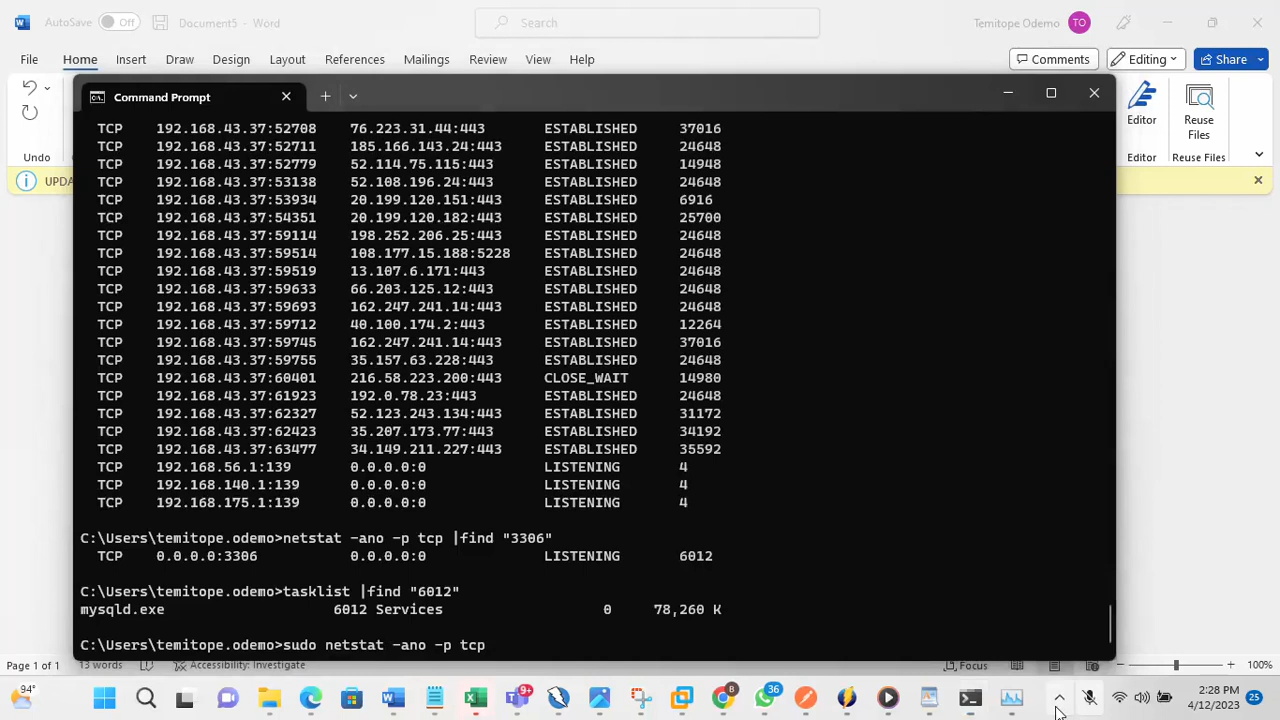 AutoSave Off Document5 - Word Search Temitope Odemo TO
File Home Insert Draw Design Layout References Mailings Review View Help Comments Editing Share
Command Prompt
Undo
Editor
Editor
Reuse Files
Reuse Files
UPDA
TCP 192.168.43.37:52708 76.223.31.44:443 ESTABLISHED 37016
TCP 192.168.43.37:52711 185.166.143.24:443 ESTABLISHED 24648
TCP 192.168.43.37:52779 52.114.75.115:443 ESTABLISHED 14948
TCP 192.168.43.37:53138 52.108.196.24:443 ESTABLISHED 24648
TCP 192.168.43.37:53934 20.199.120.151:443 ESTABLISHED 6916
TCP 192.168.43.37:54351 20.199.120.182:443 ESTABLISHED 25700
TCP 192.168.43.37:59114 198.252.206.25:443 ESTABLISHED 24648
TCP 192.168.43.37:59514 108.177.15.188:5228 ESTABLISHED 24648
TCP 192.168.43.37:59519 13.107.6.171:443 ESTABLISHED 24648
TCP 192.168.43.37:59633 66.203.125.12:443 ESTABLISHED 24648
TCP 192.168.43.37:59693 162.247.241.14:443 ESTABLISHED 24648
TCP 192.168.43.37:59712 40.100.174.2:443 ESTABLISHED 12264
TCP 192.168.43.37:59745 162.247.241.14:443 ESTABLISHED 37016
TCP 192.168.43.37:59755 35.157.63.228:443 ESTABLISHED 24648
TCP 192.168.43.37:60401 216.58.223.200:443 CLOSE_WAIT 14980
TCP 192.168.43.37:61923 192.0.78.23:443 ESTABLISHED 24648
TCP 192.168.43.37:62327 52.123.243.134:443 ESTABLISHED 31172
TCP 192.168.43.37:62423 35.207.173.77:443 ESTABLISHED 34192
TCP 192.168.43.37:63477 34.149.211.227:443 ESTABLISHED 35592
TCP 192.168.56.1:139 0.0.0.0:0 LISTENING 4
TCP 192.168.140.1:139 0.0.0.0:0 LISTENING 4
TCP 192.168.175.1:139 0.0.0.0:0 LISTENING 4
C:\Users\temitope.odemo>netstat -ano -p tcp |find "3306"
TCP 0.0.0.0:3306 0.0.0.0:0 LISTENING 6012
C:\Users\temitope.odemo>tasklist |find "6012"
mysqld.exe 6012 Services 0 78,260 K
C:\Users\temitope.odemo>sudo netstat -ano -p tcp
Page 1 of 1 13 words Accessibility: Investigate Focus 100%
94° 9+ B 36 2:28 PM
4/12/2023 25